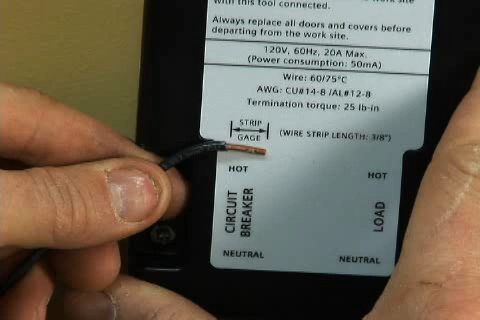 with this tool connected.
Always replace all doors and covers before
departing from the work site.
120V, 60Hz, 20A Max.
(Power consumption: 50mA)
Wire: 60/75°C
AWG: CU#14-8 /AL#12-8
Termination torque: 25 lb-in
STRIP
GAGE
(WIRE STRIP LENGTH: 3/8")
HOT
HOT
CIRCUIT
BREAKER
LOAD
NEUTRAL
NEUTRAL